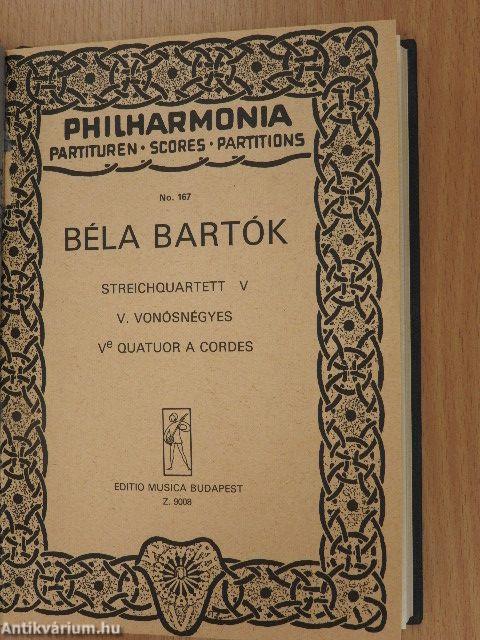 PHILHARMONIA
PARTITUREN · SCORES · PARTITIONS
No. 167
BÉLA BARTÓK
STREICHQUARTETT V
V. VONÓSNÉGYES
Ve QUATUOR A CORDES
EDITIO MUSICA BUDAPEST
Z. 9008
Antikvárium.hu